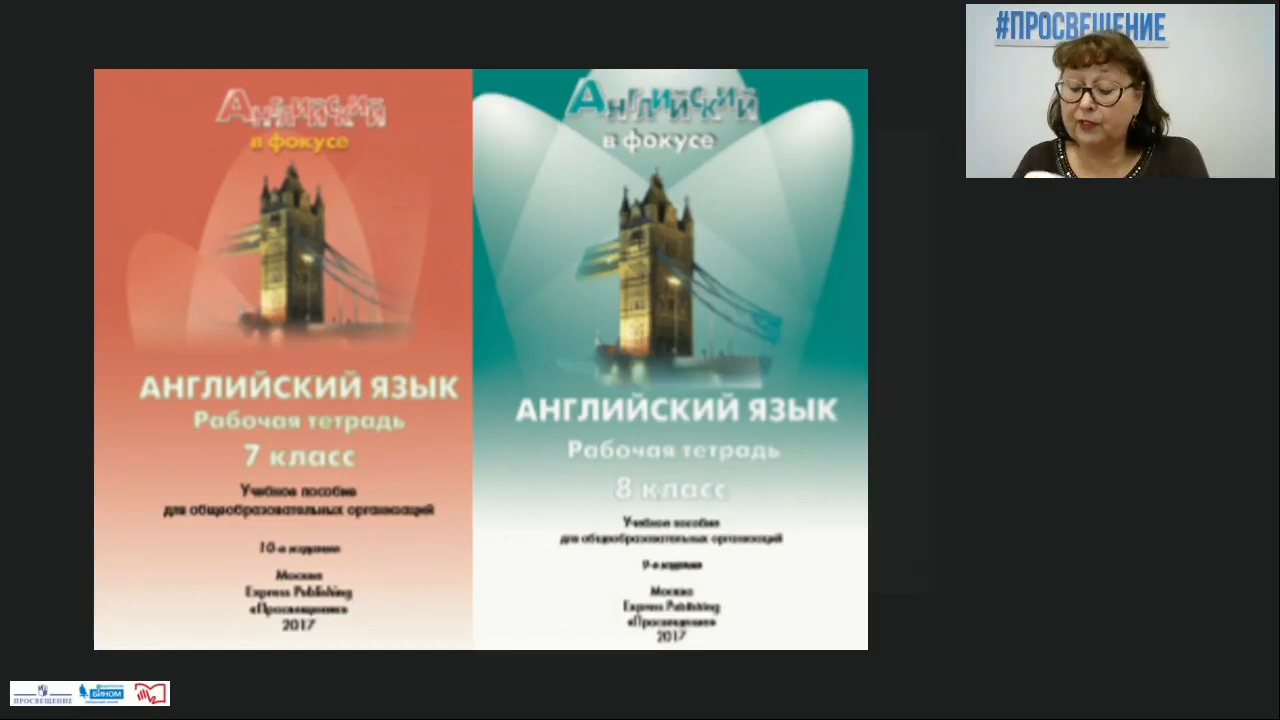 Английский
в фокусе
АНГЛИЙСКИЙ ЯЗЫК
Рабочая тетрадь
7 класс
Учебное пособие
для общеобразовательных организаций
10-е издание
Москва
Express Publishing
«Просвещение»
2017
Английский
в фокусе
АНГЛИЙСКИЙ ЯЗЫК
Рабочая тетрадь
8 класс
Учебное пособие
для общеобразовательных организаций
9-е издание
Москва
Express Publishing
«Просвещение»
2017
#ПРОСВЕЩЕНИЕ
ПРОСВЕЩЕНИЕ
БИНОМ